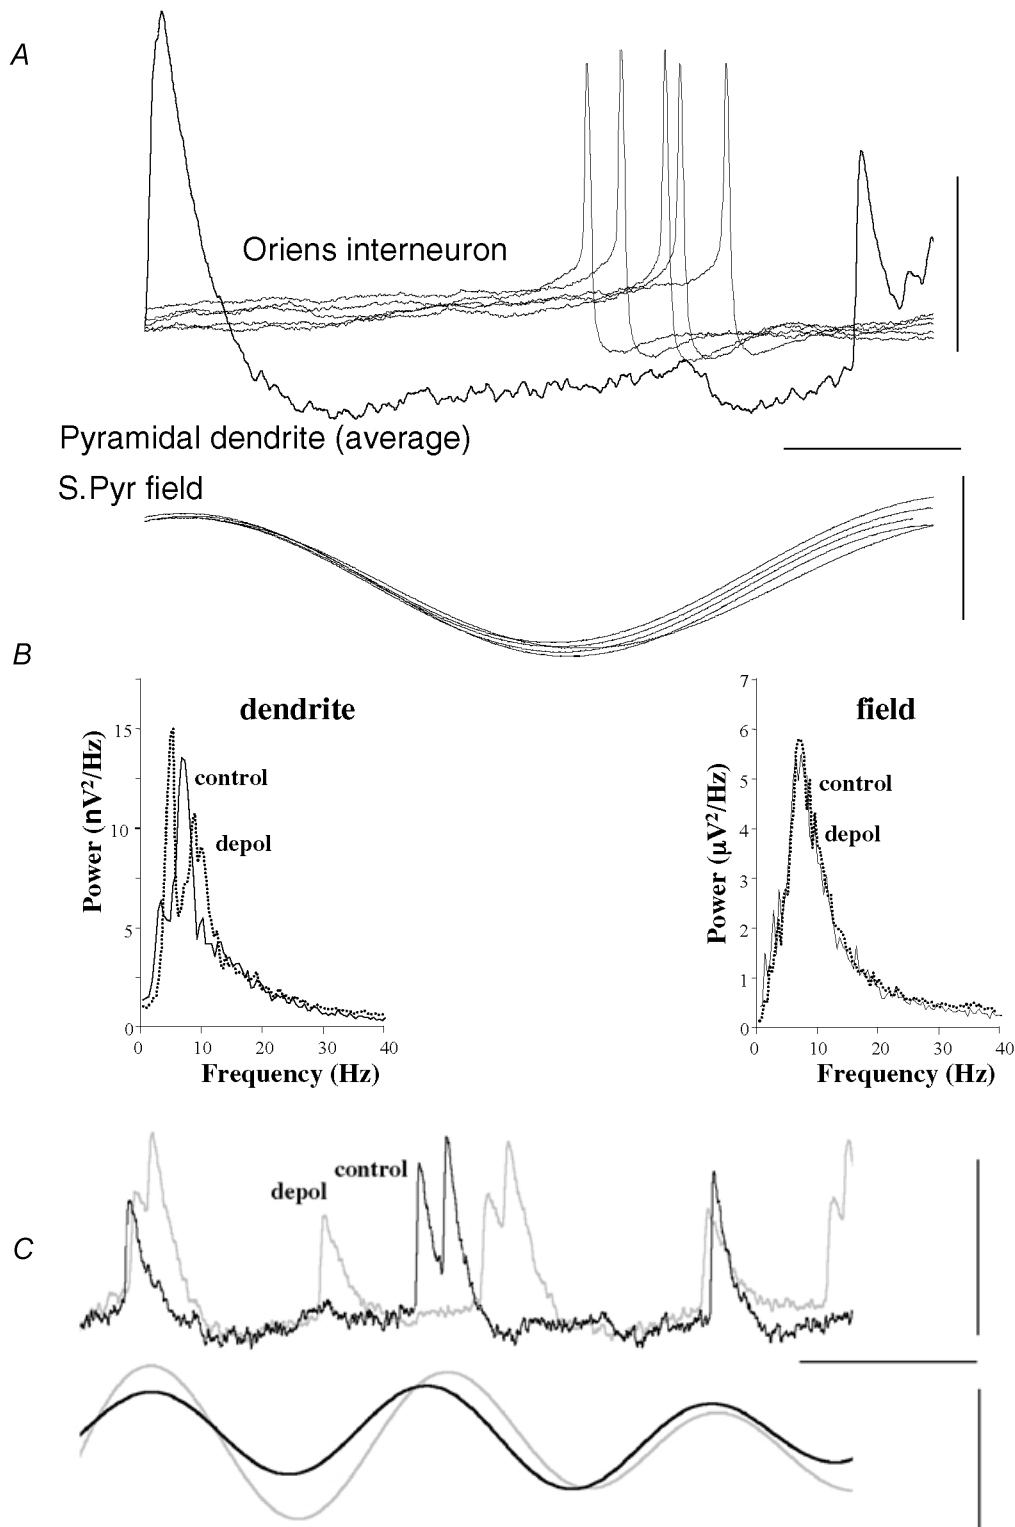 A
Oriens interneuron
Pyramidal dendrite (average)
S.Pyr field
B
dendrite
control
depol
Power (nV²/Hz)
15
10
5
0
0 10 20 30 40
Frequency (Hz)
field
control
depol
Power (µV²/Hz)
7
6
5
4
3
2
1
0
0 10 20 30 40
Frequency (Hz)
C
control
depol